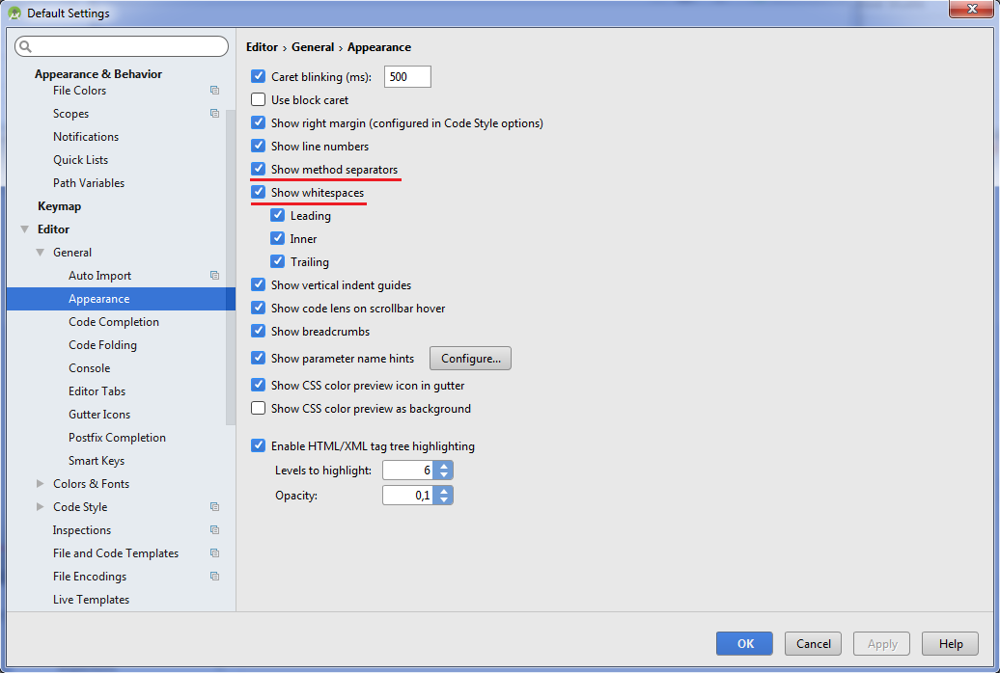 Default Settings
Appearance & Behavior
File Colors
Scopes
Notifications
Quick Lists
Path Variables
Keymap
Editor
General
Auto Import
Appearance
Code Completion
Code Folding
Console
Editor Tabs
Gutter Icons
Postfix Completion
Smart Keys
Colors & Fonts
Code Style
Inspections
File and Code Templates
File Encodings
Live Templates
Editor › General › Appearance
Caret blinking (ms): 500
Use block caret
Show right margin (configured in Code Style options)
Show line numbers
Show method separators
Show whitespaces
Leading
Inner
Trailing
Show vertical indent guides
Show code lens on scrollbar hover
Show breadcrumbs
Show parameter name hints Configure...
Show CSS color preview icon in gutter
Show CSS color preview as background
Enable HTML/XML tag tree highlighting
Levels to highlight: 6
Opacity: 0,1
OK Cancel Apply Help